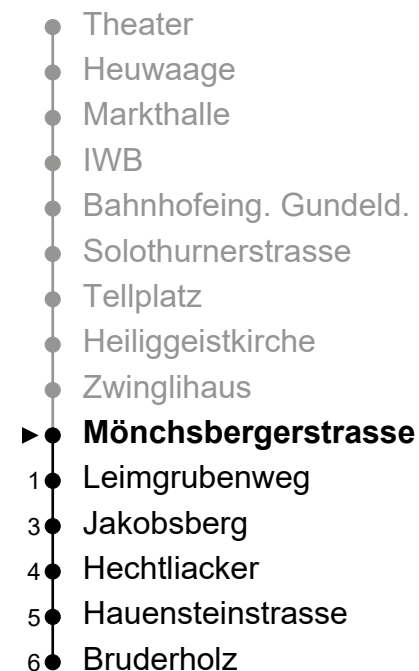 Theater
Heuwaage
Markthalle
IWB
Bahnhofeing. Gundeld.
Solothurnerstrasse
Tellplatz
Heiliggeistkirche
Zwinglihaus
Mönchsbergerstrasse
1 Leimgrubenweg
3 Jakobsberg
4 Hechtliacker
5 Hauensteinstrasse
6 Bruderholz